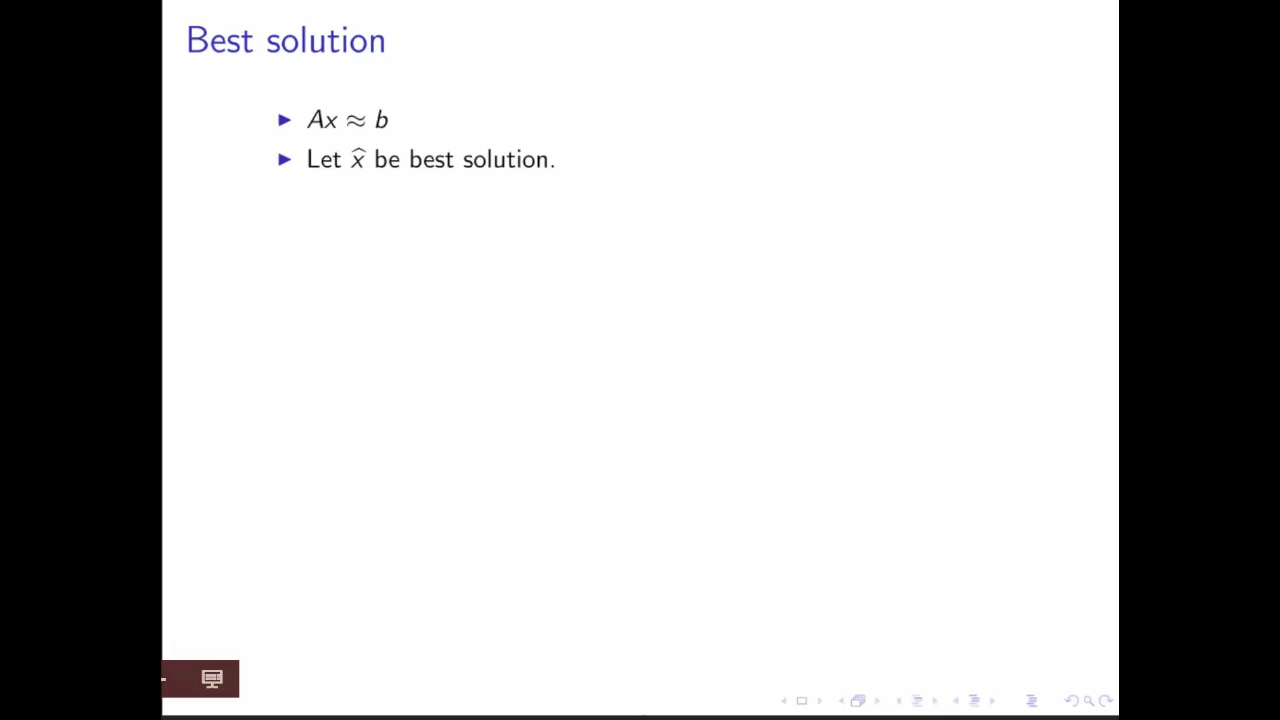 Best solution
▶ Ax ≈ b
▶ Let x̂ be best solution.